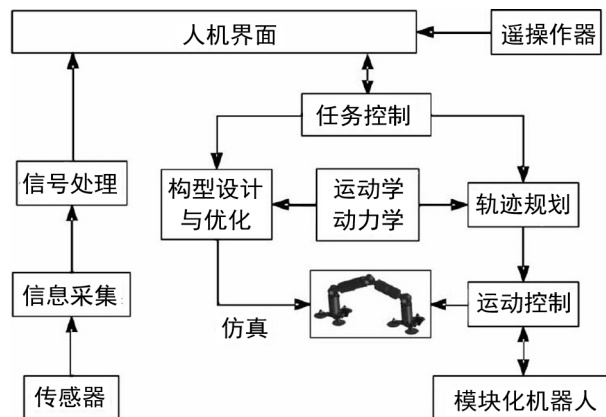 人机界面
遥操作器
任务控制
信号处理
构型设计
与优化
运动学
动力学
轨迹规划
信息采集
仿真
运动控制
传感器
模块化机器人